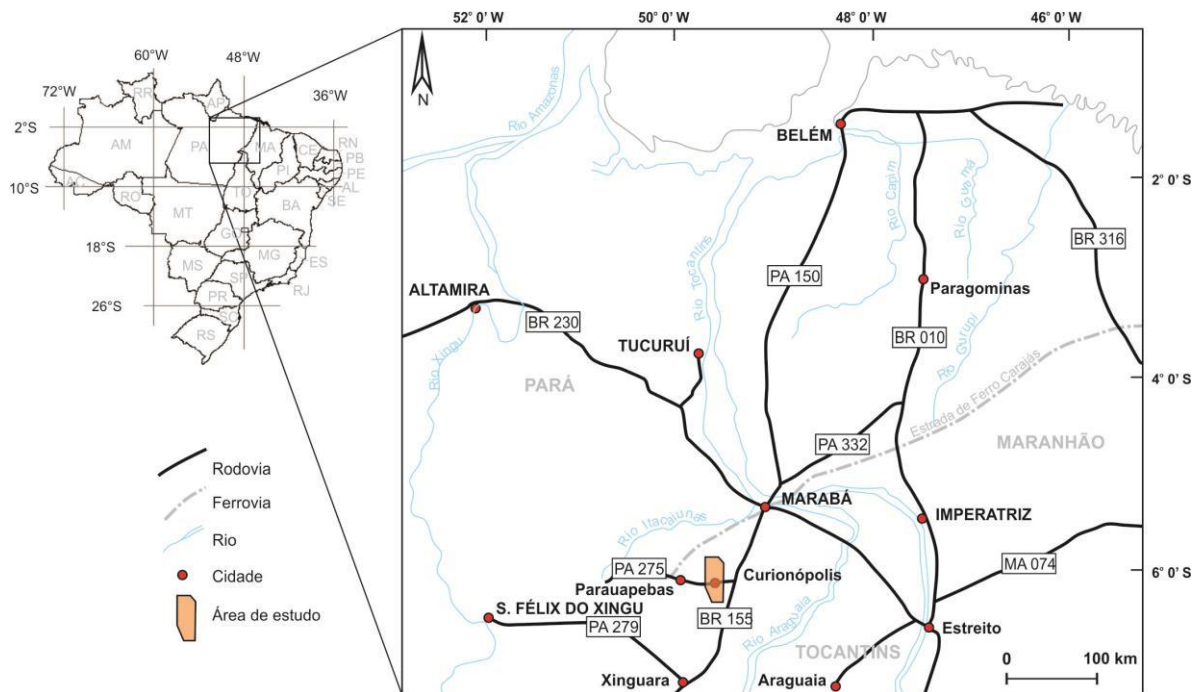 52° 0' W
50° 0' W
48° 0' W
46° 0' W
60°W
48°W
72°W
36°W
2°S
10°S
18°S
26°S
RR
AP
AM
PA
MA
CE
RN
PB
PE
AL
SE
PI
TO
RO
MT
BA
GO
MG
ES
MS
SP
RJ
PR
SC
RS
N
Rio Amazonas
BELÉM
2° 0' S
Rio Capim
Rio Guamá
BR 316
Rio Tocantins
PA 150
Paragominas
ALTAMIRA
BR 230
TUCURUÍ
BR 010
Rio Gurupi
Rio Xingu
PARÁ
4° 0' S
Estrada de Ferro Carajás
PA 332
MARANHÃO
MARABÁ
IMPERATRIZ
Rio Itacaiunas
PA 275
Parauapebas
Curionópolis
MA 074
6° 0' S
S. FÉLIX DO XINGU
PA 279
BR 155
Rio Araguaia
TOCANTINS
Estreito
Xinguara
Araguaia
0
100 km
Rodovia
Ferrovia
Rio
Cidade
Área de estudo